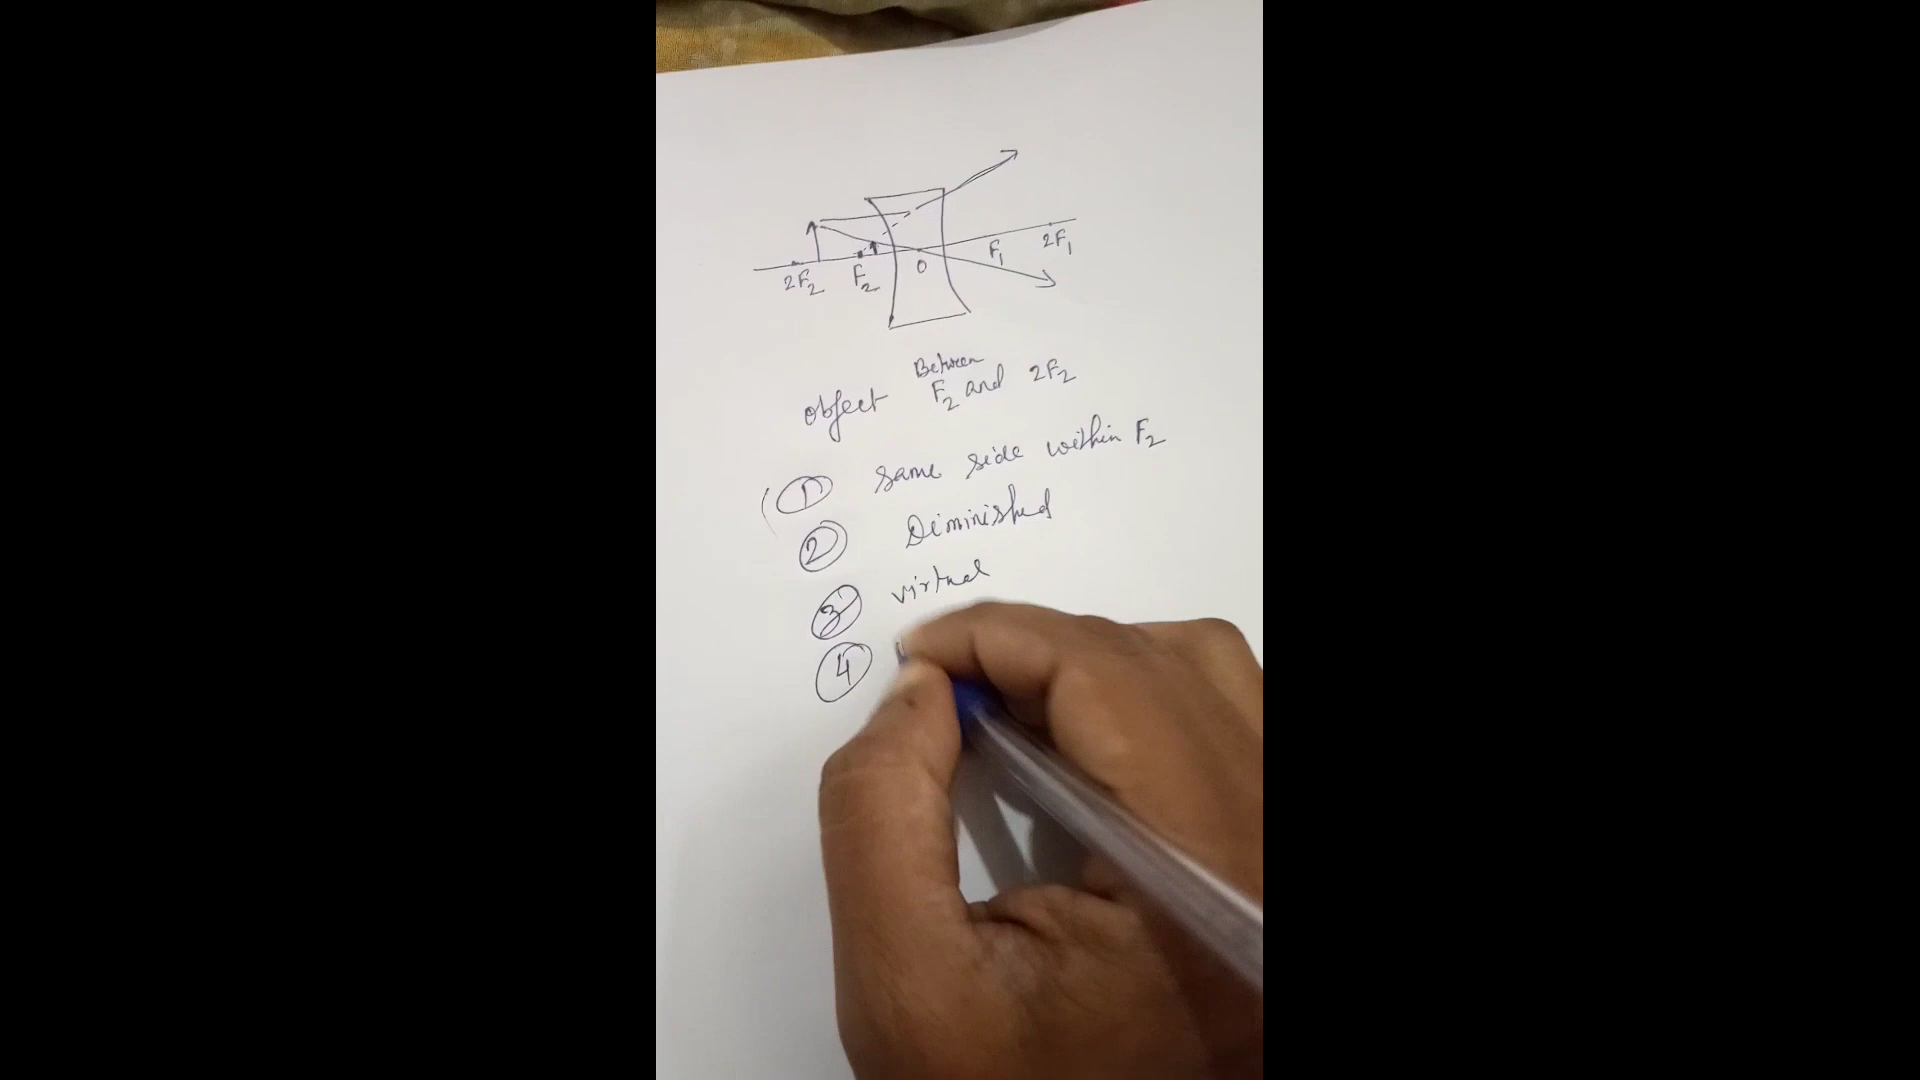 2F2 F2 O F1 2F1
Between
object F2 and 2F2
1 same side within F2
2 Diminished
3 virtual
4